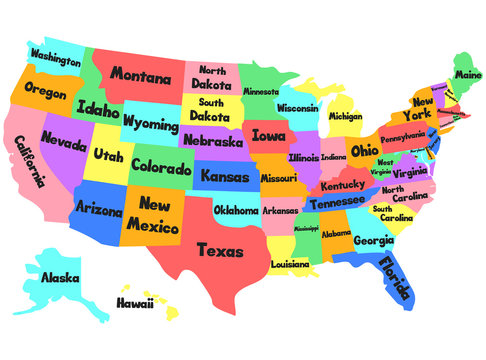 Washington
Oregon
California
Idaho
Nevada
Montana
Wyoming
Utah
Arizona
Colorado
New
Mexico
North
Dakota
South
Dakota
Nebraska
Kansas
Oklahoma
Texas
Minnesota
Iowa
Missouri
Arkansas
Louisiana
Wisconsin
Illinois
Michigan
Indiana
Ohio
Kentucky
Tennessee
Mississippi
Alabama
Georgia
Florida
South
Carolina
North
Carolina
Virginia
West
Virginia
Pennsylvania
New
York
Vermont
Maine
Maryland
Alaska
Hawaii